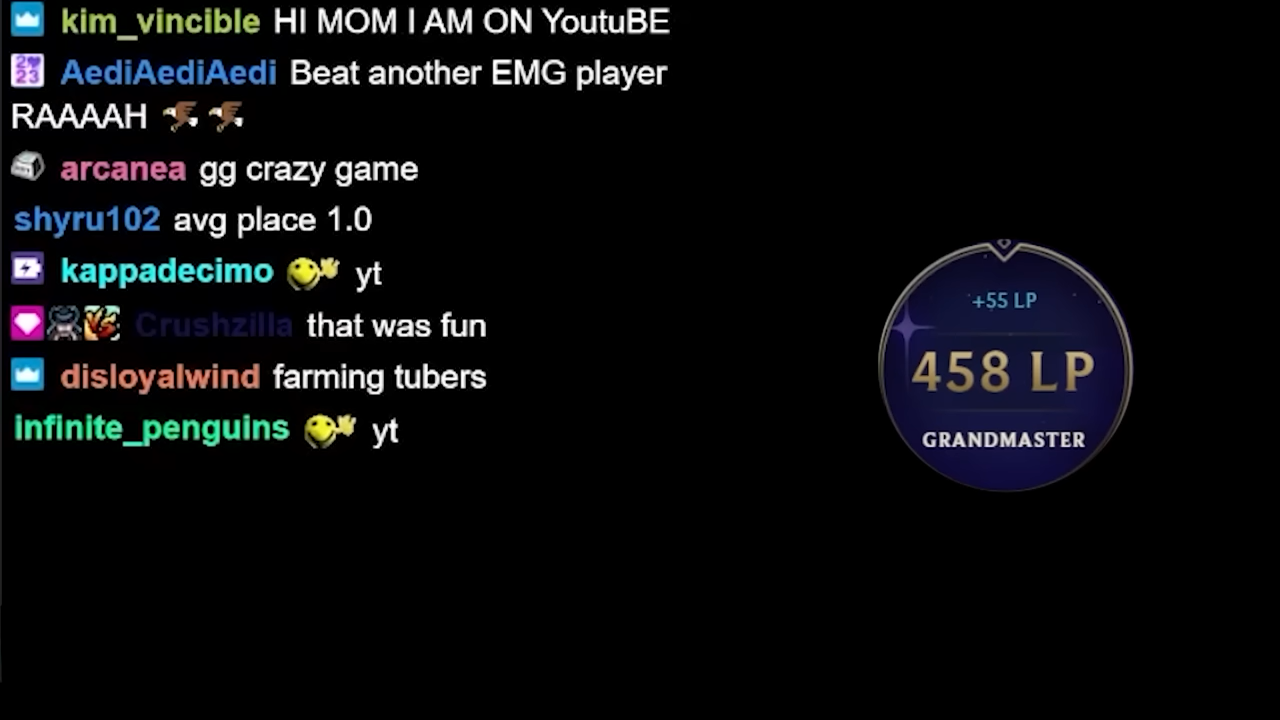 kim_vincible HI MOM I AM ON YoutuBE
AediAediAedi Beat another EMG player
RAAAAH
arcanea gg crazy game
shyru102 avg place 1.0
kappadecimo yt
Crushzilla that was fun
disloyalwind farming tubers
infinite_penguins yt
+55 LP
458 LP
GRANDMASTER